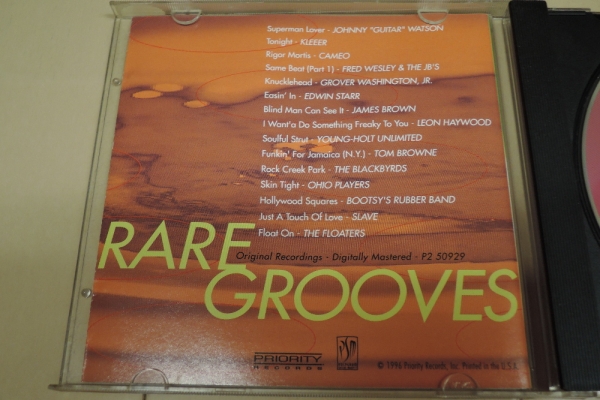 Superman Lover - JOHNNY "GUITAR" WATSON
Tonight - KLEEER
Rigor Mortis - CAMEO
Same Beat (Part 1) - FRED WESLEY & THE JB'S
Knucklehead - GROVER WASHINGTON, JR.
Easin' In - EDWIN STARR
Blind Man Can See It - JAMES BROWN
I Want'a Do Something Freaky To You - LEON HAYWOOD
Soulful Strut - YOUNG-HOLT UNLIMITED
Funkin' For Jamaica (N.Y.) - TOM BROWNE
Rock Creek Park - THE BLACKBYRDS
Skin Tight - OHIO PLAYERS
Hollywood Squares - BOOTSY'S RUBBER BAND
Just A Touch Of Love - SLAVE
Float On - THE FLOATERS
RARE
Original Recordings - Digitally Mastered - P2 50929
GROOVES
PRIORITY
RECORDS
© 1996 Priority Records, Inc. Printed in the U.S.A.